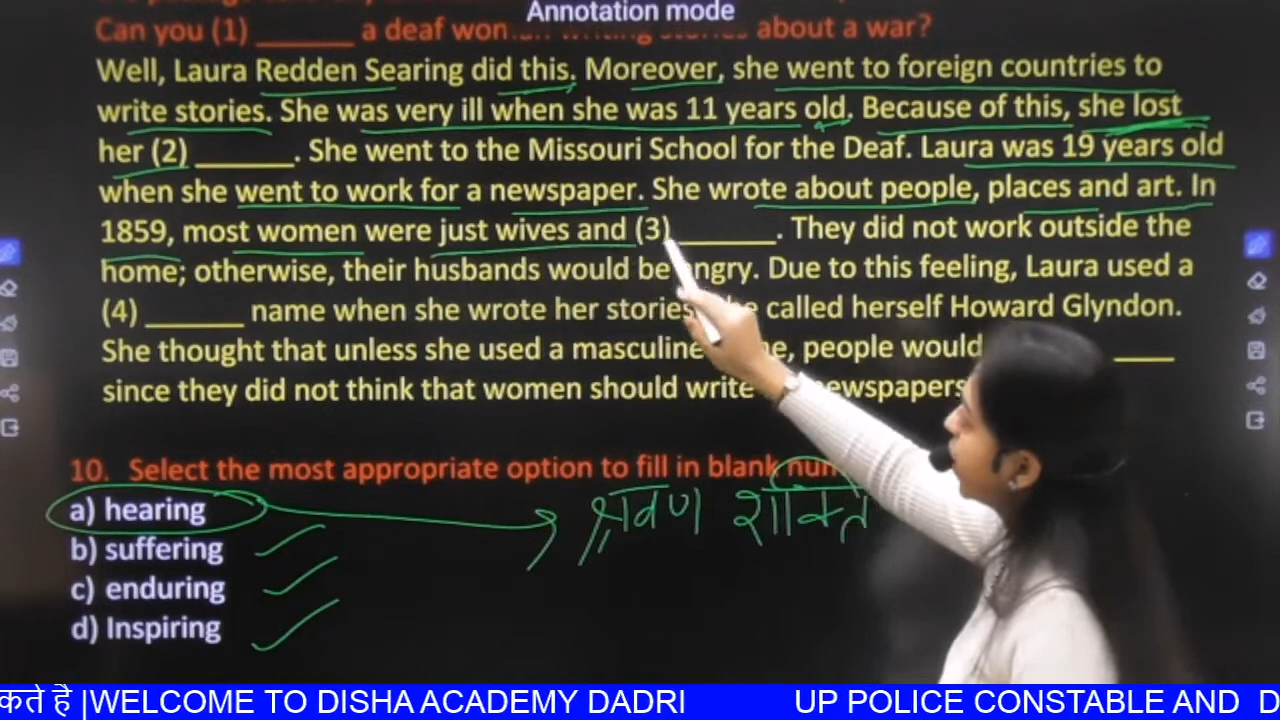 Annotation mode
Can you (1) ______ a deaf about a war?
Well, Laura Redden Searing did this. Moreover, she went to foreign countries to
write stories. She was very ill when she was 11 years old. Because of this, she lost
her (2) ______. She went to the Missouri School for the Deaf. Laura was 19 years old
when she went to work for a newspaper. She wrote about people, places and art. In
1859, most women were just wives and (3) ______. They did not work outside the
home; otherwise, their husbands would be angry. Due to this feeling, Laura used a
(4) ______ name when she wrote her stories. called herself Howard Glyndon.
She thought that unless she used a masculine people would ____
since they did not think that women should write newspapers
10. Select the most appropriate option to fill in blank
a) hearing
श्रवण शक्ति
b) suffering
c) enduring
d) Inspiring
कते है |WELCOME TO DISHA ACADEMY DADRI UP POLICE CONSTABLE AND D